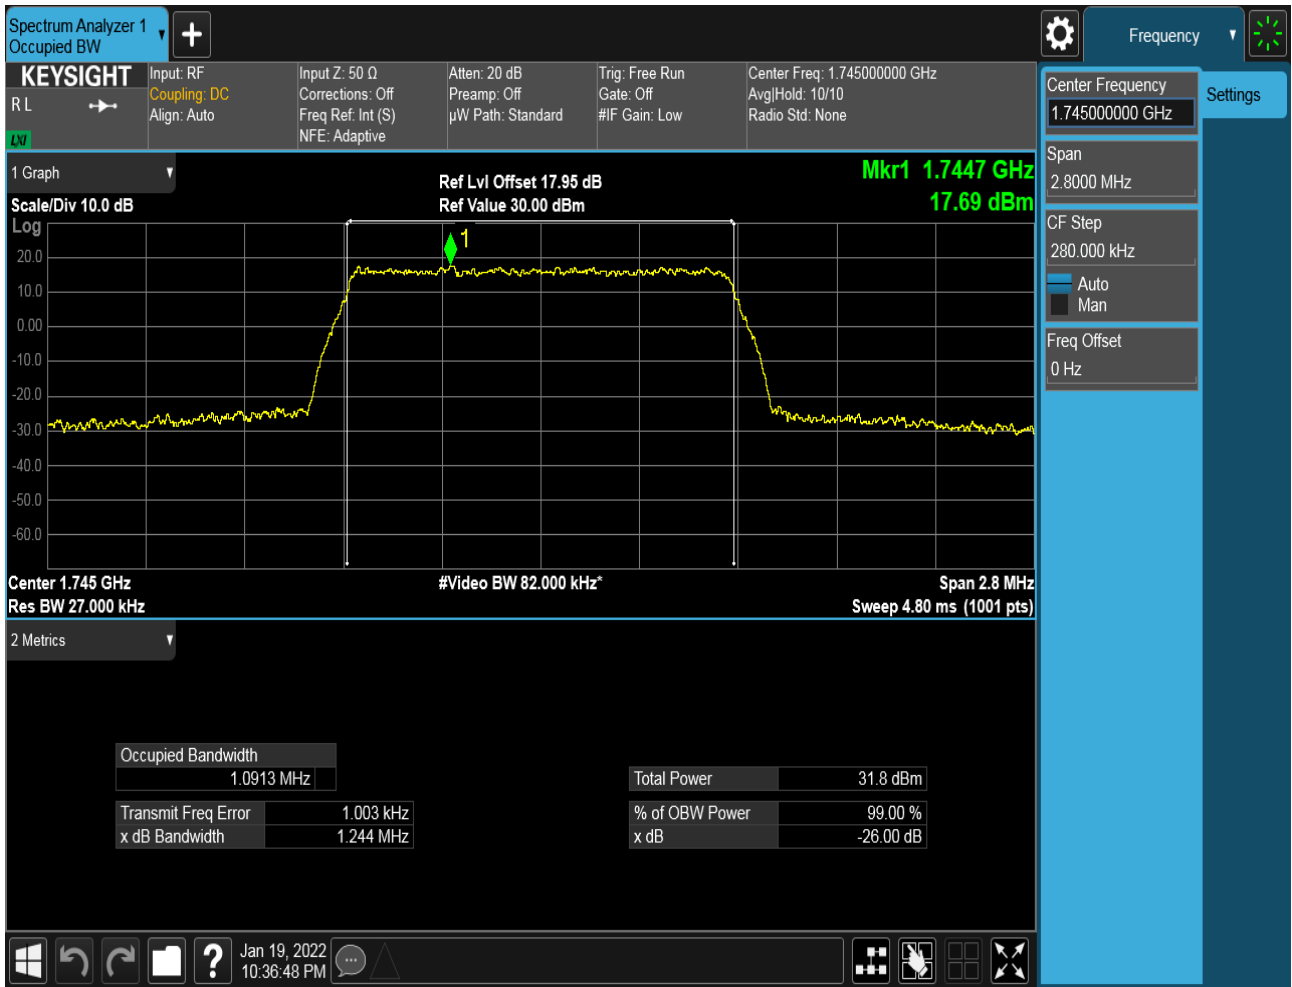 Spectrum Analyzer 1
Occupied BW
Frequency
KEYSIGHT
R L
LXI
Input: RF
Coupling: DC
Align: Auto
Input Z: 50 Ω
Corrections: Off
Freq Ref: Int (S)
NFE: Adaptive
Atten: 20 dB
Preamp: Off
µW Path: Standard
Trig: Free Run
Gate: Off
#IF Gain: Low
Center Freq: 1.745000000 GHz
Avg|Hold: 10/10
Radio Std: None
Center Frequency
1.745000000 GHz
Settings
Span
2.8000 MHz
CF Step
280.000 kHz
Auto
Man
Freq Offset
0 Hz
1 Graph
Scale/Div 10.0 dB
Ref Lvl Offset 17.95 dB
Ref Value 30.00 dBm
Mkr1 1.7447 GHz
17.69 dBm
Log
1
20.0
10.0
0.00
-10.0
-20.0
-30.0
-40.0
-50.0
-60.0
Center 1.745 GHz
#Video BW 82.000 kHz*
Span 2.8 MHz
Res BW 27.000 kHz
Sweep 4.80 ms (1001 pts)
2 Metrics
Occupied Bandwidth
1.0913 MHz
Transmit Freq Error 1.003 kHz
x dB Bandwidth 1.244 MHz
Total Power 31.8 dBm
% of OBW Power 99.00 %
x dB -26.00 dB
?
Jan 19, 2022
10:36:48 PM